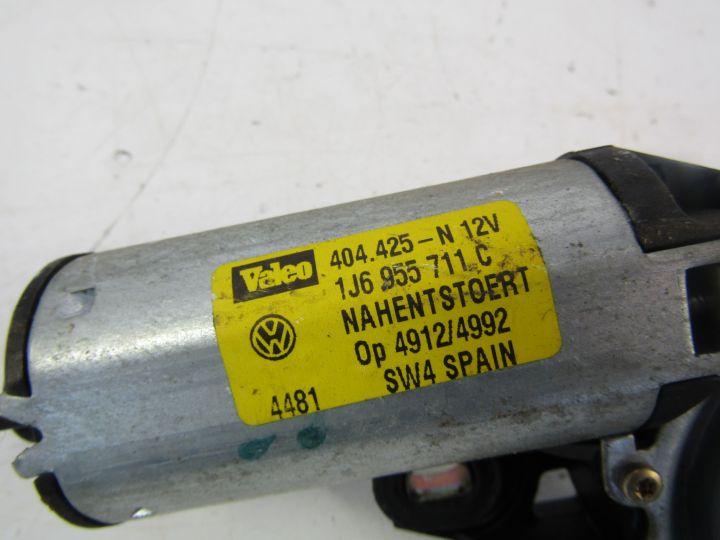 Valeo 404.425-N 12V
1J6 955 711 C
NAHENTSTOERT
Op 4912/4992
4481 SW4 SPAIN